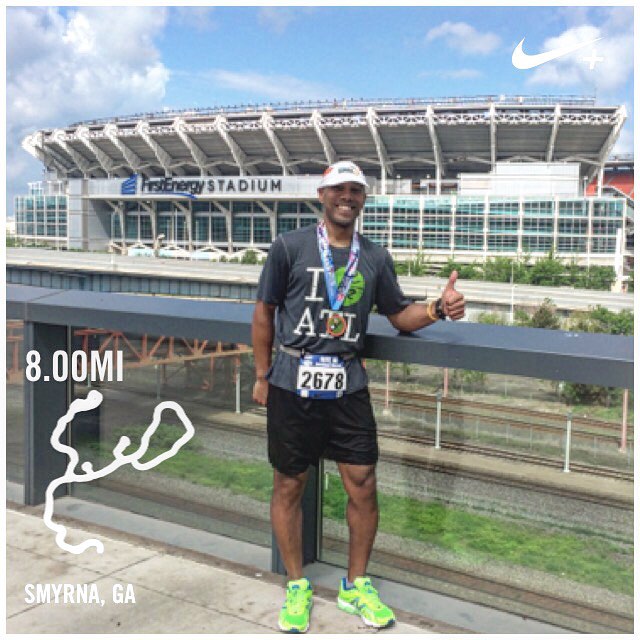 FirstEnergy STADIUM
I
ATL
2678
8.00MI
SMYRNA, GA